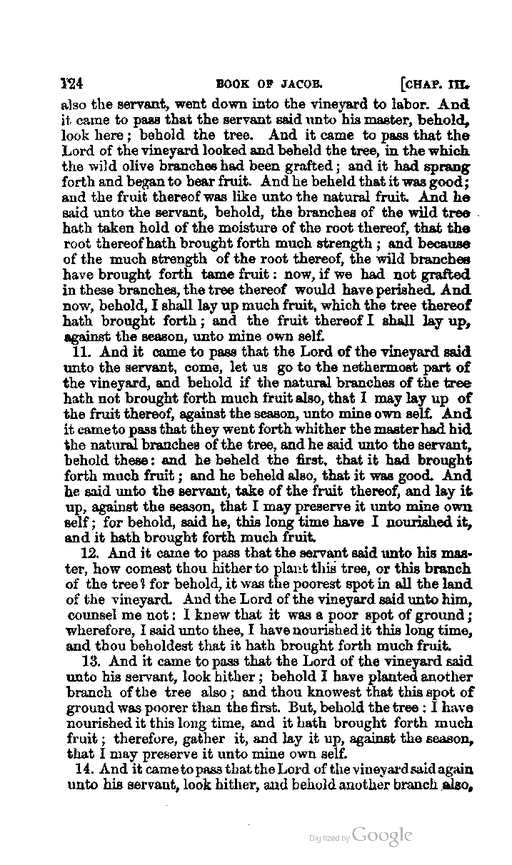 124 BOOK OF JACOB. [CHAP. III.
also the servant, went down into the vineyard to labor. And
it came to pass that the servant said unto his master, behold,
look here; behold the tree. And it came to pass that the
Lord of the vineyard looked and beheld the tree, in the which
the wild olive branches had been grafted; and it had sprang
forth and began to bear fruit. And he beheld that it was good;
and the fruit thereof was like unto the natural fruit. And he
said unto the servant, behold, the branches of the wild tree
hath taken hold of the moisture of the root thereof, that the
root thereof hath brought forth much strength; and because
of the much strength of the root thereof, the wild branches
have brought forth tame fruit: now, if we had not grafted
in these branches, the tree thereof would have perished. And
now, behold, I shall lay up much fruit, which the tree thereof
hath brought forth; and the fruit thereof I shall lay up,
against the season, unto mine own self.
11. And it came to pass that the Lord of the vineyard said
unto the servant, come, let us go to the nethermost part of
the vineyard, and behold if the natural branches of the tree
hath not brought forth much fruit also, that I may lay up of
the fruit thereof, against the season, unto mine own self. And
it came to pass that they went forth whither the master had hid
the natural branches of the tree, and he said unto the servant,
behold these: and he beheld the first, that it had brought
forth much fruit; and he beheld also, that it was good. And
he said unto the servant, take of the fruit thereof, and lay it
up, against the season, that I may preserve it unto mine own
self; for behold, said he, this long time have I nourished it,
and it hath brought forth much fruit.
12. And it came to pass that the servant said unto his mas-
ter, how comest thou hither to plant this tree, or this branch
of the tree? for behold, it was the poorest spot in all the land
of the vineyard. And the Lord of the vineyard said unto him,
counsel me not: I knew that it was a poor spot of ground;
wherefore, I said unto thee, I have nourished it this long time,
and thou beholdest that it hath brought forth much fruit.
13. And it came to pass that the Lord of the vineyard said
unto his servant, look hither; behold I have planted another
branch of the tree also; and thou knowest that this spot of
ground was poorer than the first. But, behold the tree: I have
nourished it this long time, and it hath brought forth much
fruit; therefore, gather it, and lay it up, against the season,
that I may preserve it unto mine own self.
14. And it came to pass that the Lord of the vineyard said again
unto his servant, look hither, and behold another branch also,
Digitized by Google